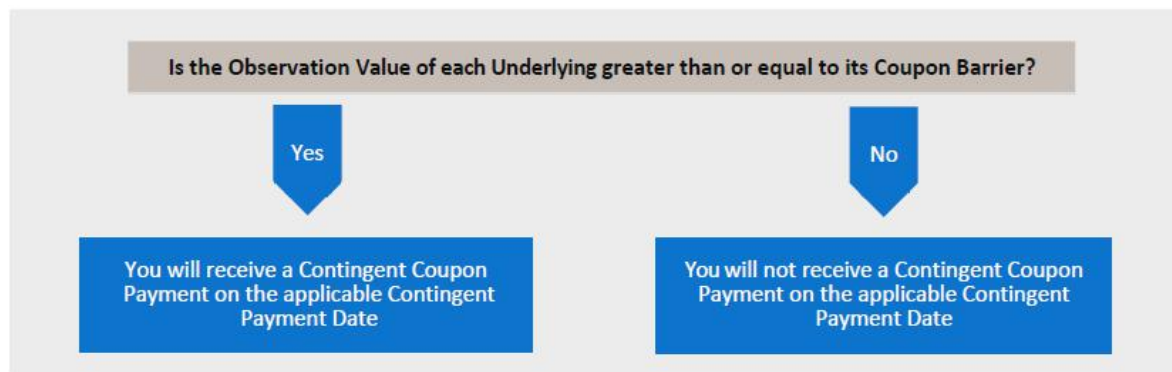 Is the Observation Value of each Underlying greater than or equal to its Coupon Barrier?
Yes
No
You will receive a Contingent Coupon
Payment on the applicable Contingent
Payment Date
You will not receive a Contingent Coupon
Payment on the applicable Contingent
Payment Date